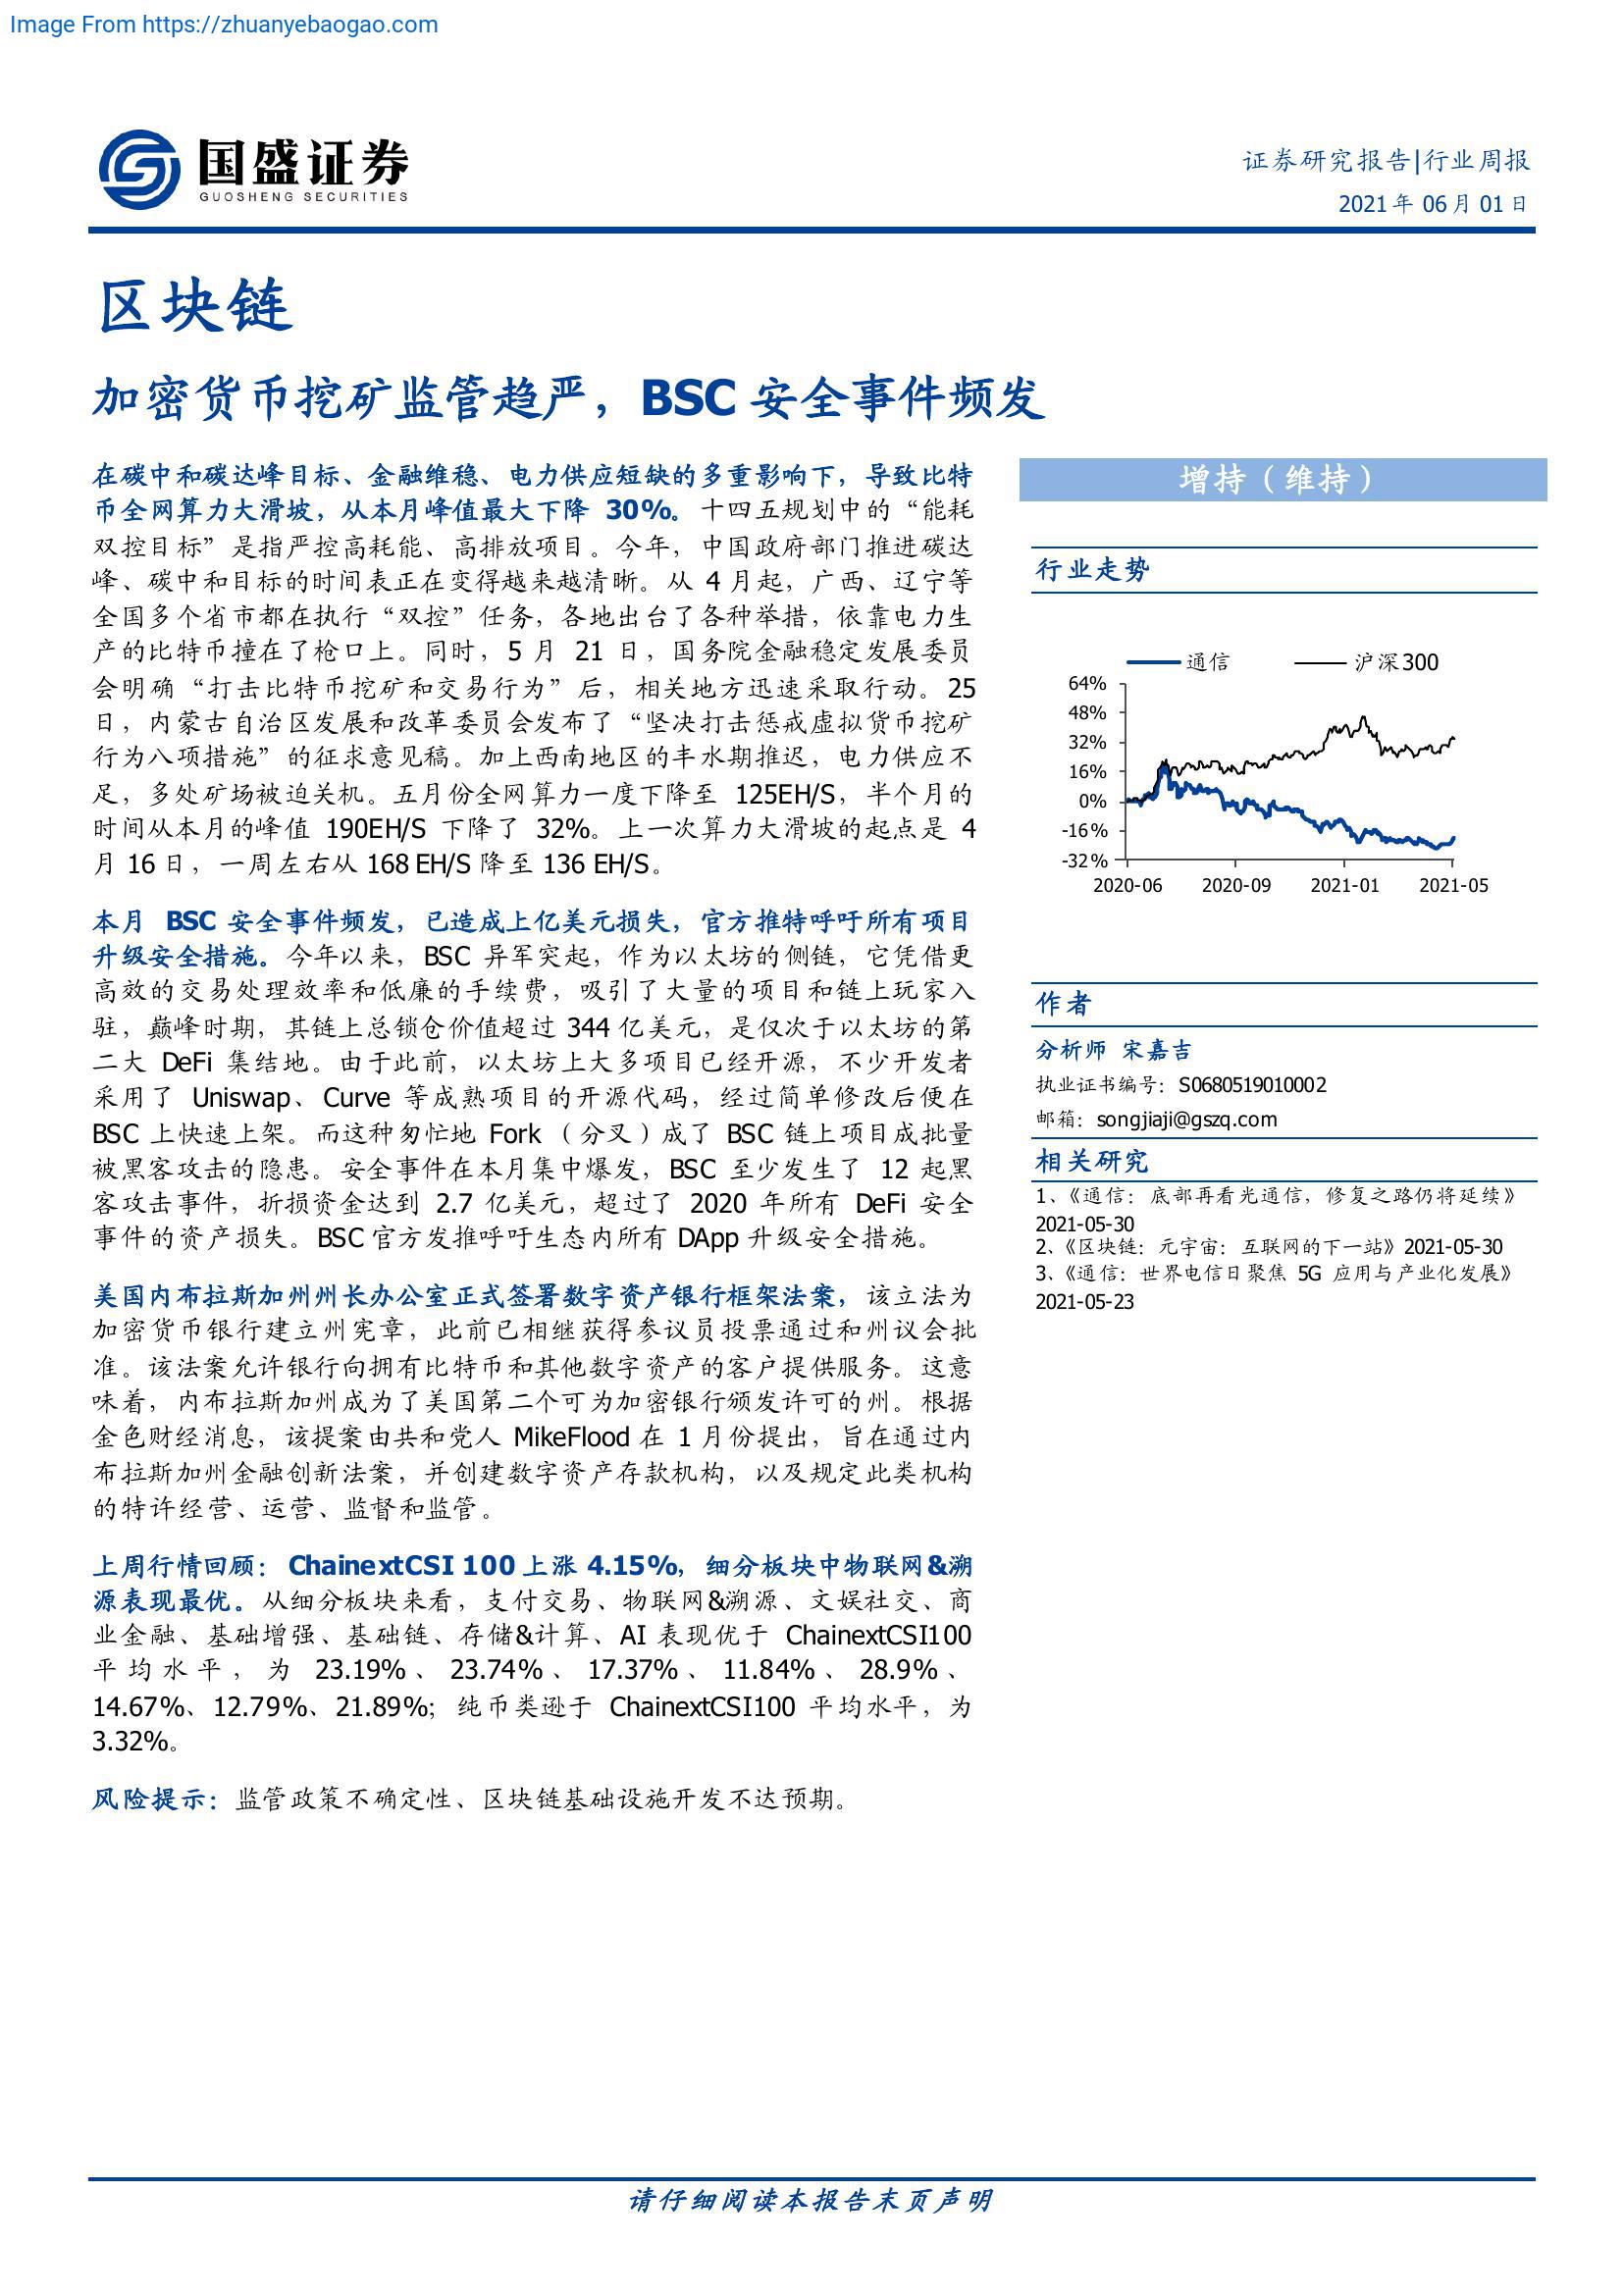 Image From https://zhuanyebaogao.com
国盛证券
GUOSHENG SECURITIES
证券研究报告|行业周报
2021年 06月 01日
区块链
加密货币挖矿监管趋严，BSC 安全事件频发
在碳中和碳达峰目标、金融维稳、电力供应短缺的多重影响下，导致比特
币全网算力大滑坡，从本月峰值最大下降 30%。十四五规划中的“能耗
双控目标”是指严控高耗能、高排放项目。今年，中国政府部门推进碳达
峰、碳中和目标的时间表正在变得越来越清晰。从 4 月起，广西、辽宁等
全国多个省市都在执行“双控”任务，各地出台了各种举措，依靠电力生
产的比特币撞在了枪口上。同时，5 月 21 日，国务院金融稳定发展委员
会明确“打击比特币挖矿和交易行为”后，相关地方迅速采取行动。25
日，内蒙古自治区发展和改革委员会发布了“坚决打击惩戒虚拟货币挖矿
行为八项措施”的征求意见稿。加上西南地区的丰水期推迟，电力供应不
足，多处矿场被迫关机。五月份全网算力一度下降至 125EH/S，半个月的
时间从本月的峰值 190EH/S 下降了 32%。上一次算力大滑坡的起点是 4
月 16 日，一周左右从 168 EH/S 降至 136 EH/S。
本月 BSC 安全事件频发，已造成上亿美元损失，官方推特呼吁所有项目
升级安全措施。今年以来，BSC 异军突起，作为以太坊的侧链，它凭借更
高效的交易处理效率和低廉的手续费，吸引了大量的项目和链上玩家入
驻，巅峰时期，其链上总锁仓价值超过 344 亿美元，是仅次于以太坊的第
二大 DeFi 集结地。由于此前，以太坊上大多项目已经开源，不少开发者
采用了 Uniswap、Curve 等成熟项目的开源代码，经过简单修改后便在
BSC 上快速上架。而这种匆忙地 Fork （分叉）成了 BSC 链上项目成批量
被黑客攻击的隐患。安全事件在本月集中爆发，BSC 至少发生了 12 起黑
客攻击事件，折损资金达到 2.7 亿美元，超过了 2020 年所有 DeFi 安全
事件的资产损失。BSC 官方发推呼吁生态内所有 DApp 升级安全措施。
美国内布拉斯加州州长办公室正式签署数字资产银行框架法案，该立法为
加密货币银行建立州宪章，此前已相继获得参议员投票通过和州议会批
准。该法案允许银行向拥有比特币和其他数字资产的客户提供服务。这意
味着，内布拉斯加州成为了美国第二个可为加密银行颁发许可的州。根据
金色财经消息，该提案由共和党人 MikeFlood 在 1 月份提出，旨在通过内
布拉斯加州金融创新法案，并创建数字资产存款机构，以及规定此类机构
的特许经营、运营、监督和监管。
上周行情回顾：ChainextCSI 100 上涨 4.15%，细分板块中物联网&溯
源表现最优。从细分板块来看，支付交易、物联网&溯源、文娱社交、商
业金融、基础增强、基础链、存储&计算、AI 表现优于 ChainextCSI100
平均水平，为 23.19%、23.74%、17.37%、11.84%、28.9%、
14.67%、12.79%、21.89%；纯币类逊于 ChainextCSI100 平均水平，为
3.32%。
风险提示：监管政策不确定性、区块链基础设施开发不达预期。
增持（维持）
行业走势
通信 沪深300
64%
48%
32%
16%
0%
-16%
-32%
2020-06 2020-09 2021-01 2021-05
作者
分析师 宋嘉吉
执业证书编号：S0680519010002
邮箱：songjiaji@gszq.com
相关研究
1、《通信：底部再看光通信，修复之路仍将延续》
2021-05-30
2、《区块链：元宇宙：互联网的下一站》2021-05-30
3、《通信：世界电信日聚焦 5G 应用与产业化发展》
2021-05-23
请仔细阅读本报告末页声明